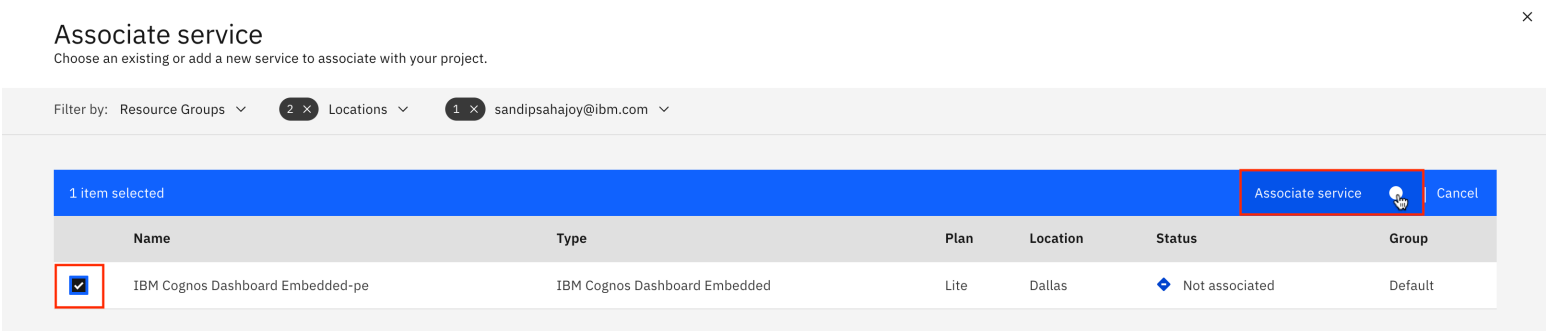 Associate service
Choose an existing or add a new service to associate with your project.
Filter by: Resource Groups 2 × Locations 1 × sandipsahajoy@ibm.com
1 item selected Associate service Cancel
Name Type Plan Location Status Group
IBM Cognos Dashboard Embedded-pe IBM Cognos Dashboard Embedded Lite Dallas Not associated Default